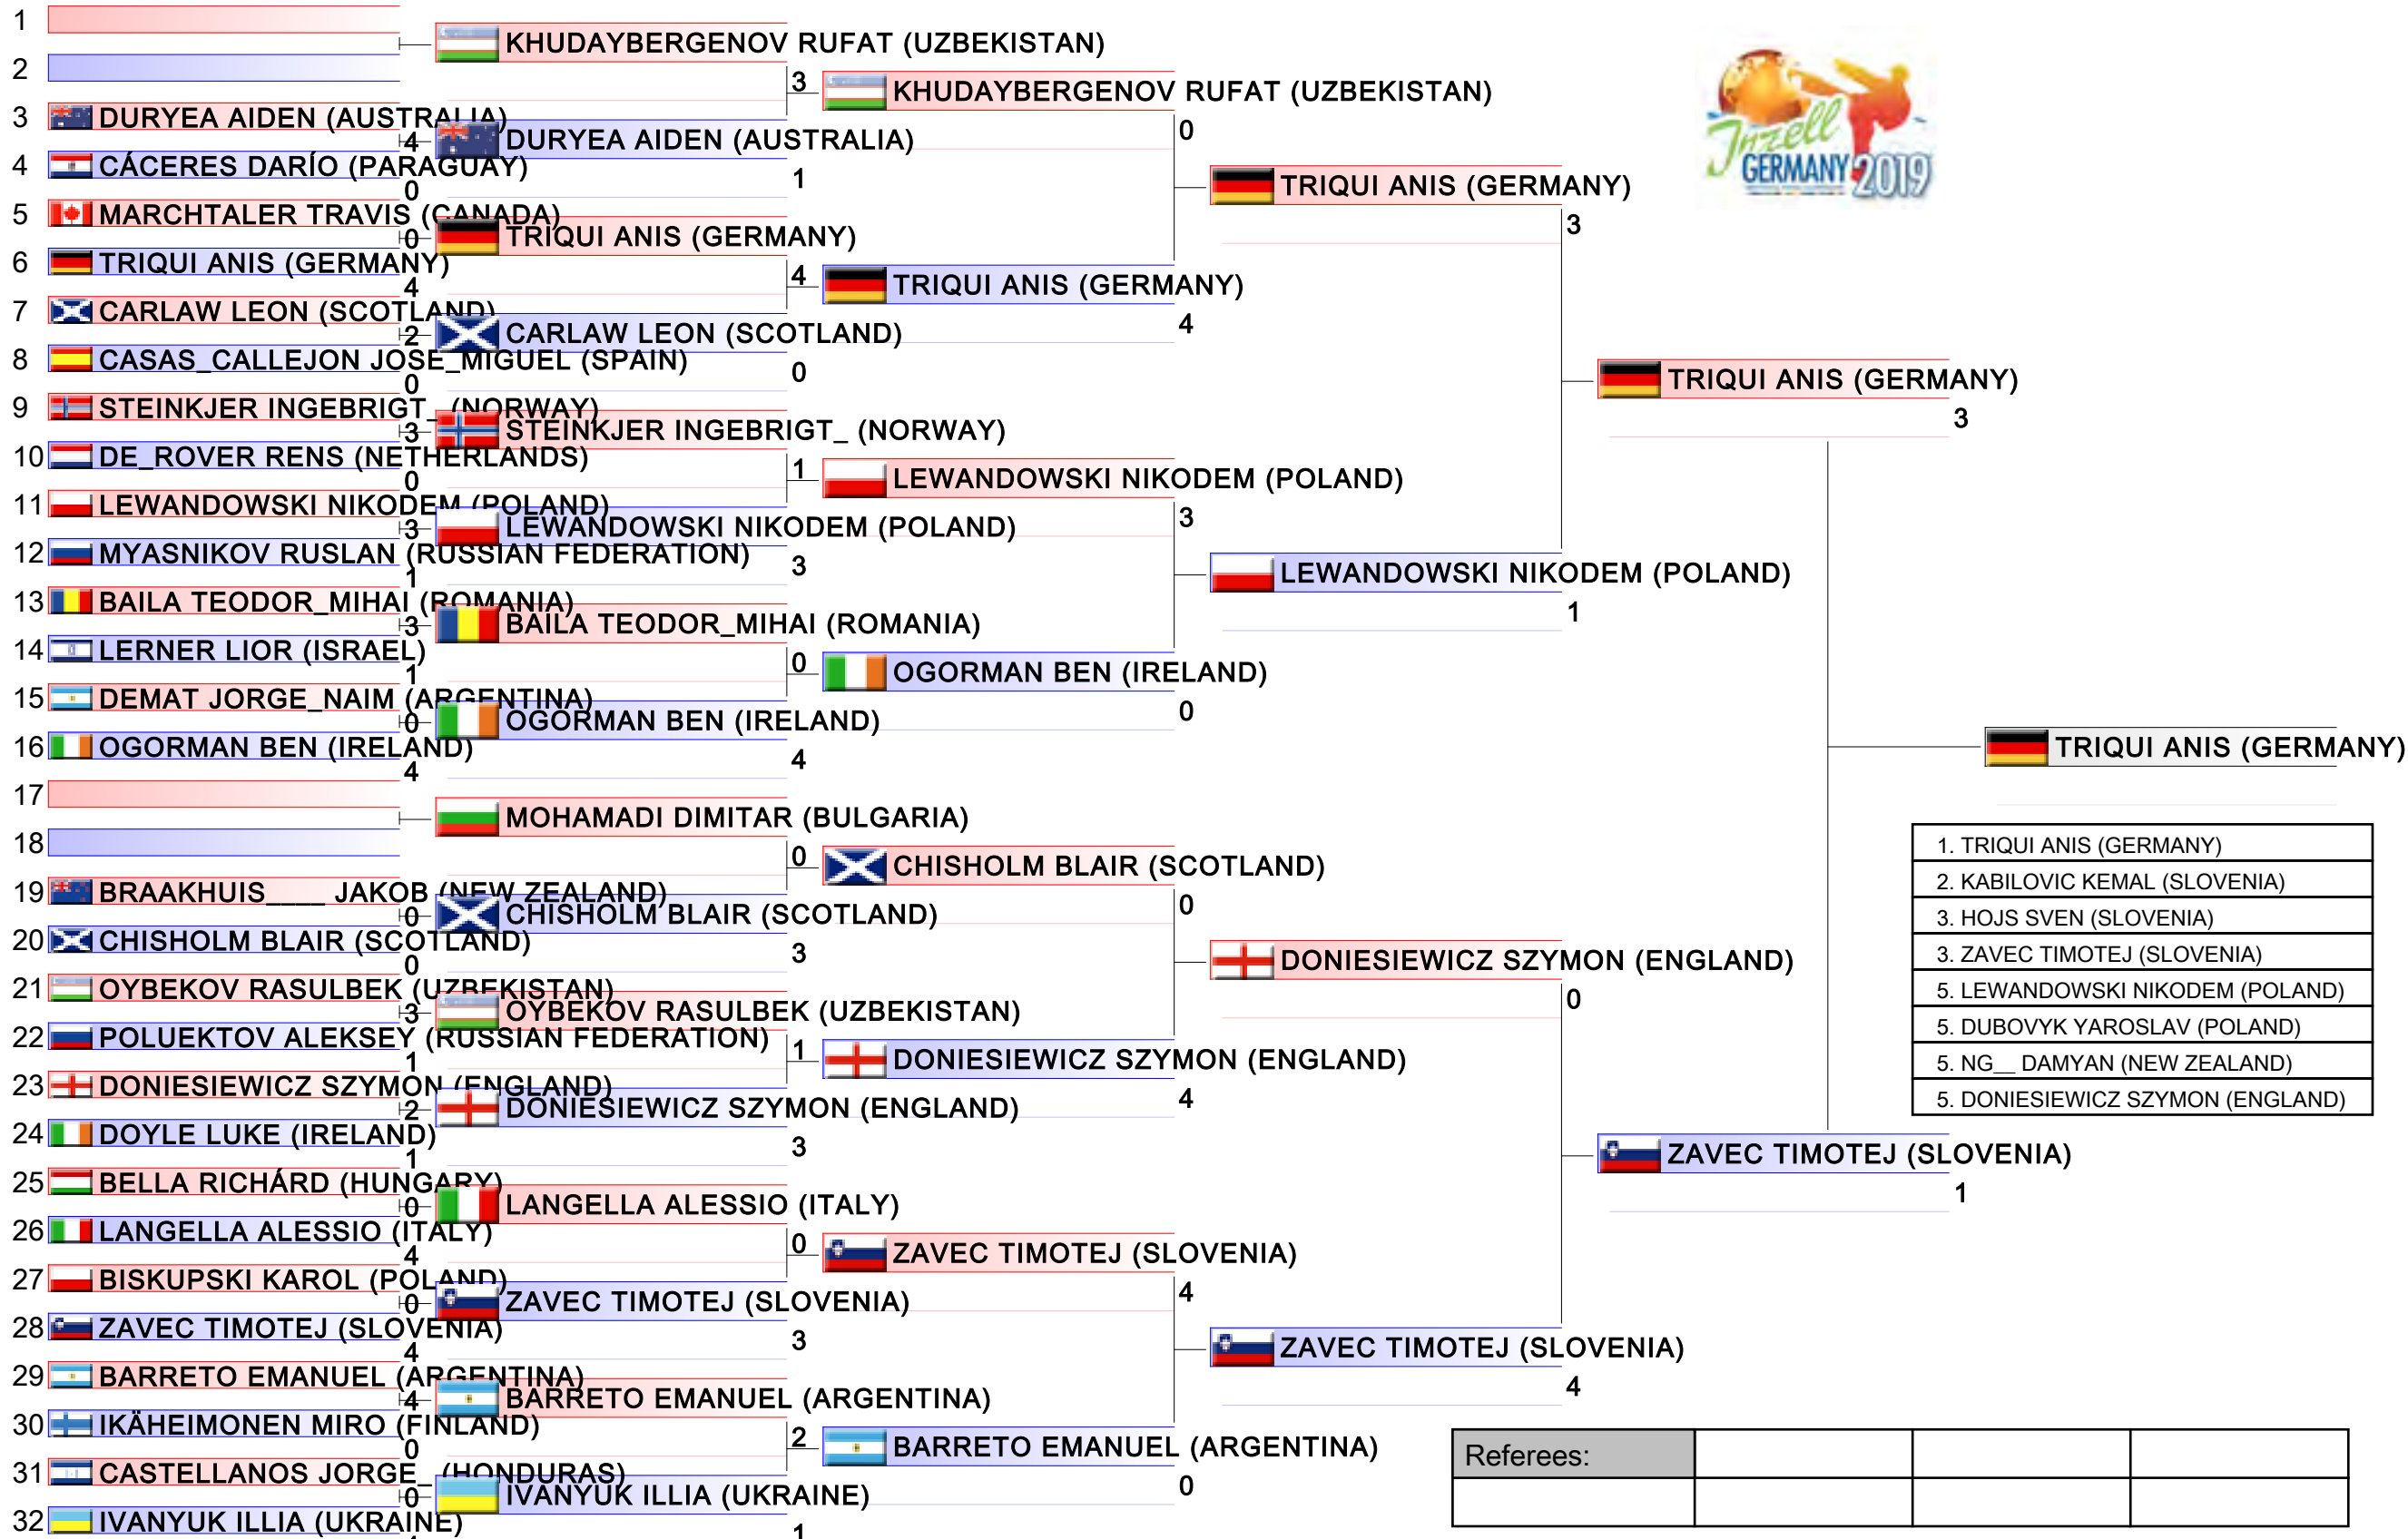 1
KHUDAYBERGENOV RUFAT (UZBEKISTAN)
2
3
KHUDAYBERGENOV RUFAT (UZBEKISTAN)
3 DURYEA AIDEN (AUSTRALIA)
4
DURYEA AIDEN (AUSTRALIA)
0
4 CÁCERES DARÍO (PARAGUAY)
0
1
TRIQUI ANIS (GERMANY)
5 MARCHTALER TRAVIS (CANADA)
3
0
TRIQUI ANIS (GERMANY)
6 TRIQUI ANIS (GERMANY)
4
4
TRIQUI ANIS (GERMANY)
7 CARLAW LEON (SCOTLAND)
4
2
CARLAW LEON (SCOTLAND)
8 CASAS_CALLEJON JOSE_MIGUEL (SPAIN)
0
0
TRIQUI ANIS (GERMANY)
3
9 STEINKJER INGEBRIGT_ (NORWAY)
3
STEINKJER INGEBRIGT_ (NORWAY)
10 DE_ROVER RENS (NETHERLANDS)
0
1
LEWANDOWSKI NIKODEM (POLAND)
11 LEWANDOWSKI NIKODEM (POLAND)
3
3
LEWANDOWSKI NIKODEM (POLAND)
12 MYASNIKOV RUSLAN (RUSSIAN FEDERATION)
1
3
LEWANDOWSKI NIKODEM (POLAND)
1
13 BAILA TEODOR_MIHAI (ROMANIA)
3
BAILA TEODOR_MIHAI (ROMANIA)
14 LERNER LIOR (ISRAEL)
1
0
OGORMAN BEN (IRELAND)
0
15 DEMAT JORGE_NAIM (ARGENTINA)
0
OGORMAN BEN (IRELAND)
16 OGORMAN BEN (IRELAND)
4
4
TRIQUI ANIS (GERMANY)
17
MOHAMADI DIMITAR (BULGARIA)
18
0
CHISHOLM BLAIR (SCOTLAND)
0
19 BRAAKHUIS____ JAKOB (NEW ZEALAND)
0
CHISHOLM BLAIR (SCOTLAND)
20 CHISHOLM BLAIR (SCOTLAND)
0
3
DONIESIEWICZ SZYMON (ENGLAND)
0
21 OYBEKOV RASULBEK (UZBEKISTAN)
3
OYBEKOV RASULBEK (UZBEKISTAN)
22 POLUEKTOV ALEKSEY (RUSSIAN FEDERATION)
1
1
DONIESIEWICZ SZYMON (ENGLAND)
4
23 DONIESIEWICZ SZYMON (ENGLAND)
2
DONIESIEWICZ SZYMON (ENGLAND)
24 DOYLE LUKE (IRELAND)
1
3
ZAVEC TIMOTEJ (SLOVENIA)
1
25 BELLA RICHÁRD (HUNGARY)
0
LANGELLA ALESSIO (ITALY)
26 LANGELLA ALESSIO (ITALY)
4
0
ZAVEC TIMOTEJ (SLOVENIA)
4
27 BISKUPSKI KAROL (POLAND)
0
ZAVEC TIMOTEJ (SLOVENIA)
28 ZAVEC TIMOTEJ (SLOVENIA)
4
3
ZAVEC TIMOTEJ (SLOVENIA)
4
29 BARRETO EMANUEL (ARGENTINA)
4
BARRETO EMANUEL (ARGENTINA)
30 IKÄHEIMONEN MIRO (FINLAND)
0
2
BARRETO EMANUEL (ARGENTINA)
0
31 CASTELLANOS JORGE_ (HONDURAS)
0
IVANYUK ILLIA (UKRAINE)
32 IVANYUK ILLIA (UKRAINE)
1
Inzell
GERMANY 2019
1. TRIQUI ANIS (GERMANY)
2. KABILOVIC KEMAL (SLOVENIA)
3. HOJS SVEN (SLOVENIA)
3. ZAVEC TIMOTEJ (SLOVENIA)
5. LEWANDOWSKI NIKODEM (POLAND)
5. DUBOVYK YAROSLAV (POLAND)
5. NG__ DAMYAN (NEW ZEALAND)
5. DONIESIEWICZ SZYMON (ENGLAND)
Referees: